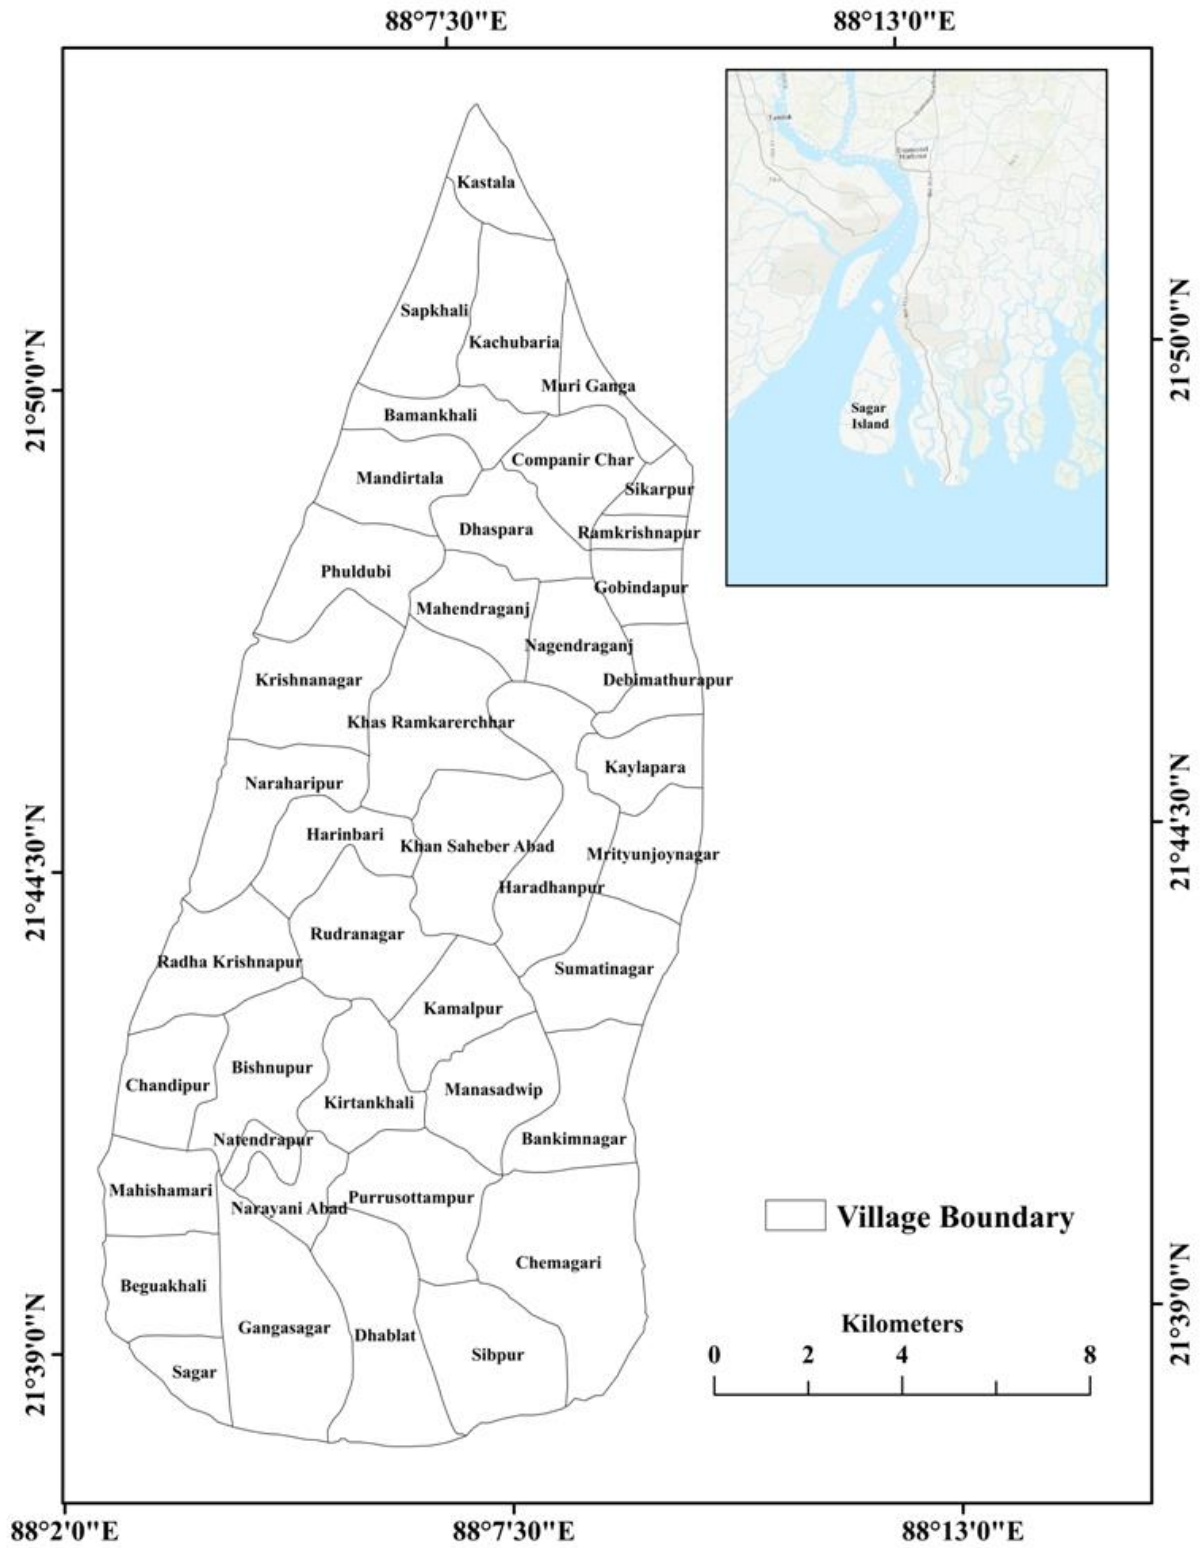 88°7'30"E
88°13'0"E
Kastala
Sapkhali
Kachubaria
Muri Ganga
Bamankhali
Companir Char
Mandirtala
Sikarpur
Dhaspara
Ramkrishnapur
Phuldubi
Gobindapur
Mahendraganj
Nagendraganj
Krishnanagar
Debimathurapur
Khas Ramkarerchhar
Kaylapara
Naraharipur
Harinbari
Khan Saheber Abad
Mrityunjoynagar
Haradhanpur
Rudranagar
Radha Krishnapur
Sumatinagar
Kamalpur
Bishnupur
Chandipur
Manasadwip
Kirtankhali
Natendrapur
Bankimnagar
Mahishamari
Purrusottampur
Narayani Abad
Chemagari
Beguakhali
Gangasagar
Dhablat
Sibpur
Sagar
Diamond
Harbour
Sagar
Island
21°50'0"N
21°44'30"N
21°39'0"N
21°50'0"N
21°44'30"N
21°39'0"N
Village Boundary
Kilometers
0 2 4 8
88°2'0"E
88°7'30"E
88°13'0"E